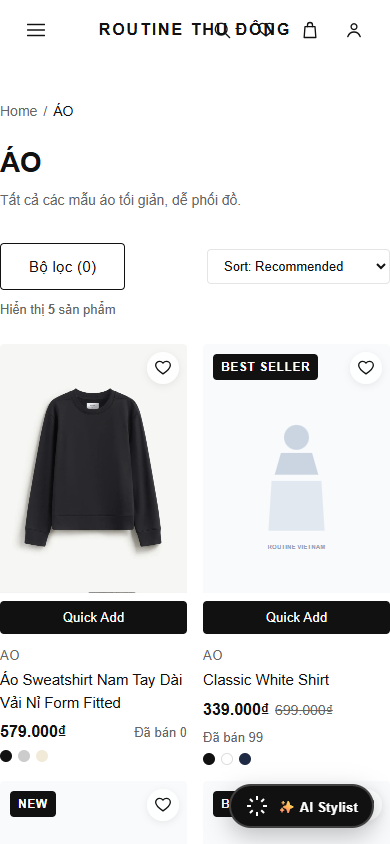 ROUTINE THU ĐÔNG
Home / ÁO
ÁO
Tất cả các mẫu áo tối giản, dễ phối đồ.
Bộ lọc (0)
Sort: Recommended
Hiển thị 5 sản phẩm
BEST SELLER
ROUTINE VIETNAM
Quick Add
Quick Add
AO
Áo Sweatshirt Nam Tay Dài
Vải Nỉ Form Fitted
579.000₫
Đã bán 0
AO
Classic White Shirt
339.000₫ 699.000₫
Đã bán 99
NEW
B
✨ AI Stylist